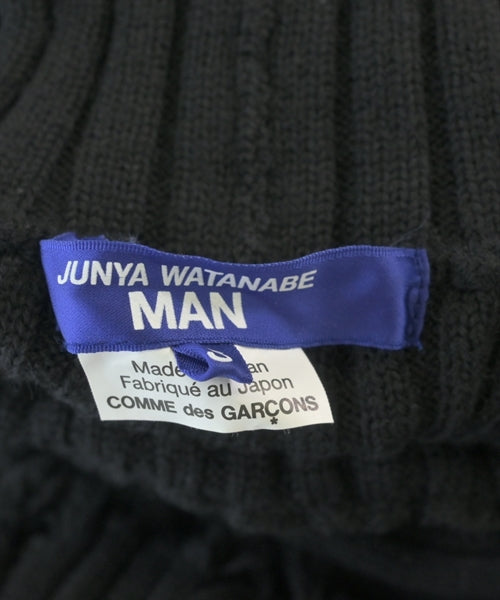 JUNYA WATANABE
MAN
Made
Fabriqué au Japon
COMME des GARÇONS